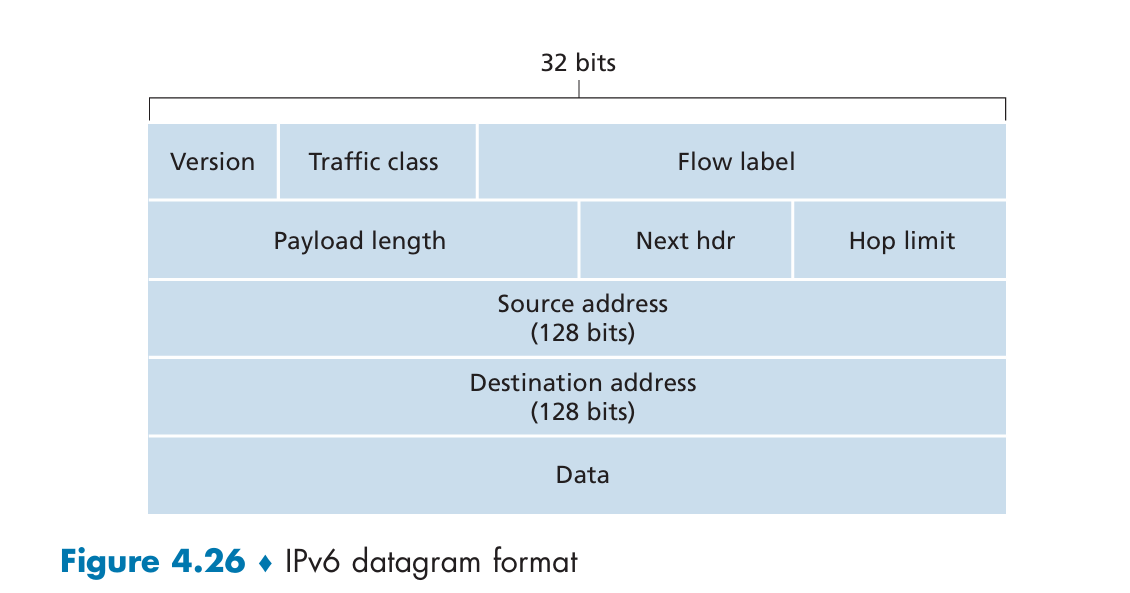 32 bits
Version Traffic class Flow label
Payload length Next hdr Hop limit
Source address
(128 bits)
Destination address
(128 bits)
Data
Figure 4.26 ♦ IPv6 datagram format